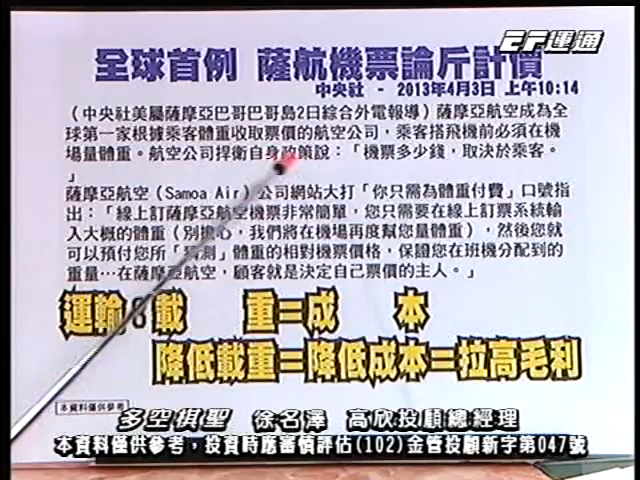 EF運通
全球首例 薩航機票論斤計價
中央社 - 2013年4月3日 上午10:14
(中央社美屬薩摩亞巴哥巴哥島2日綜合外電報導)薩摩亞航空成為全
球第一家根據乘客體重收取票價的航空公司,乘客搭飛機前必須在機
場量體重。航空公司捍衛自身政策說:「機票多少錢,取決於乘客。
」
薩摩亞航空(Samoa Air)公司網站大打「你只需為體重付費」口號指
出:「線上訂薩摩亞航空機票非常簡單,您只需要在線上訂票系統輸
入大概的體重(別擔心,我們將在機場再度幫您量體重),然後您就
可以預付您所「預測」體重的相對機票價格,保證您在班機分配到的
重量…在薩摩亞航空,顧客就是決定自己票價的主人。」
運輸:載 重=成 本
降低載重=降低成本=拉高毛利
本資料僅供參考
多空棋聖 徐名澤 高欣投顧總經理
本資料僅供參考,投資時應審慎評估(102)金管投顧新字第047號